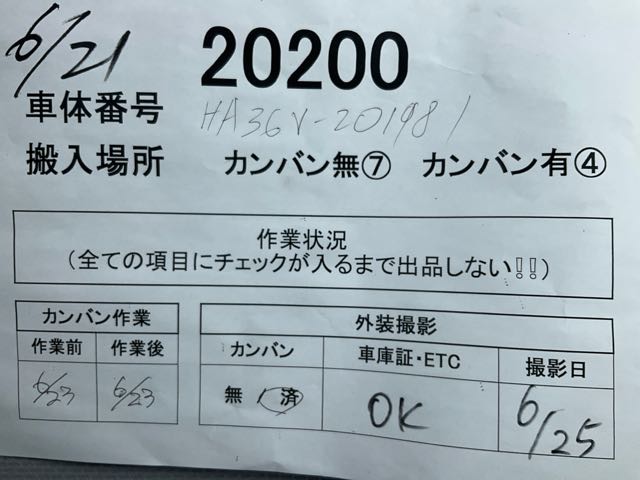 6/21 20200
車体番号 HA36V-201981
搬入場所 カンバン無⑦ カンバン有④
作業状況
(全ての項目にチェックが入るまで出品しない!!)
カンバン作業
作業前 作業後
6/23 6/23
外装撮影
カンバン 車庫証・ETC 撮影日
無 / 済 OK 6/25